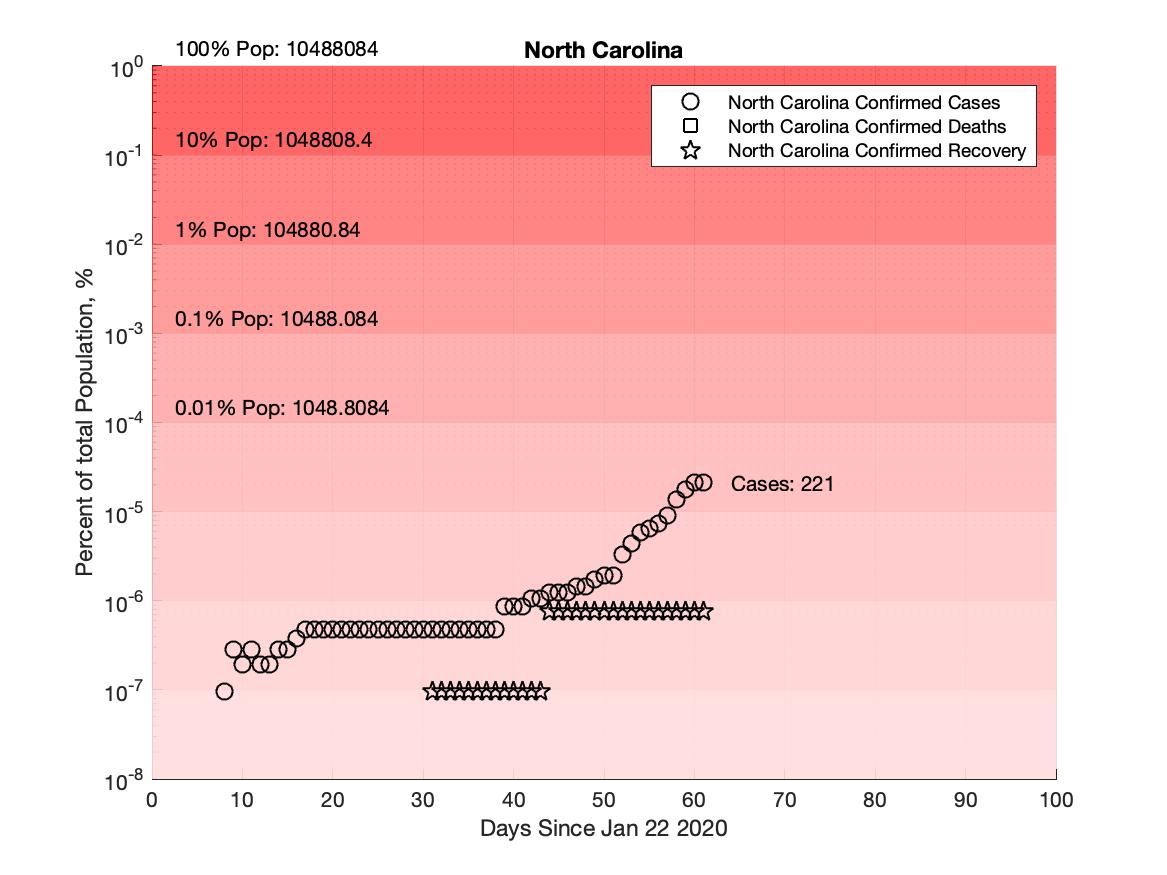 North Carolina
100% Pop: 10488084
10% Pop: 1048808.4
1% Pop: 104880.84
0.1% Pop: 10488.084
0.01% Pop: 1048.8084
North Carolina Confirmed Cases
North Carolina Confirmed Deaths
North Carolina Confirmed Recovery
Cases: 221
Percent of total Population, %
10^0
10^-1
10^-2
10^-3
10^-4
10^-5
10^-6
10^-7
10^-8
0 10 20 30 40 50 60 70 80 90 100
Days Since Jan 22 2020